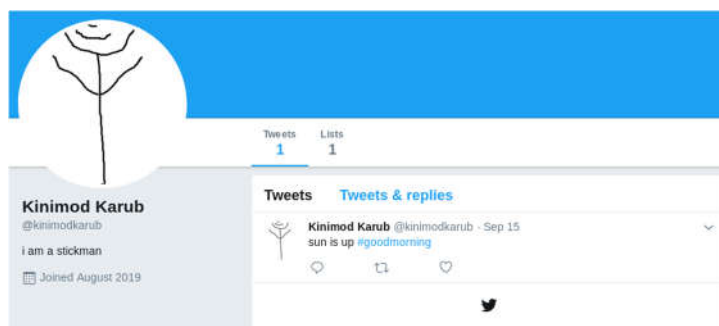 Tweets Lists
1 1
Kinimod Karub
@kinimodkarub
i am a stickman
Joined August 2019
Tweets Tweets & replies
Kinimod Karub @kinimodkarub · Sep 15
sun is up #goodmorning